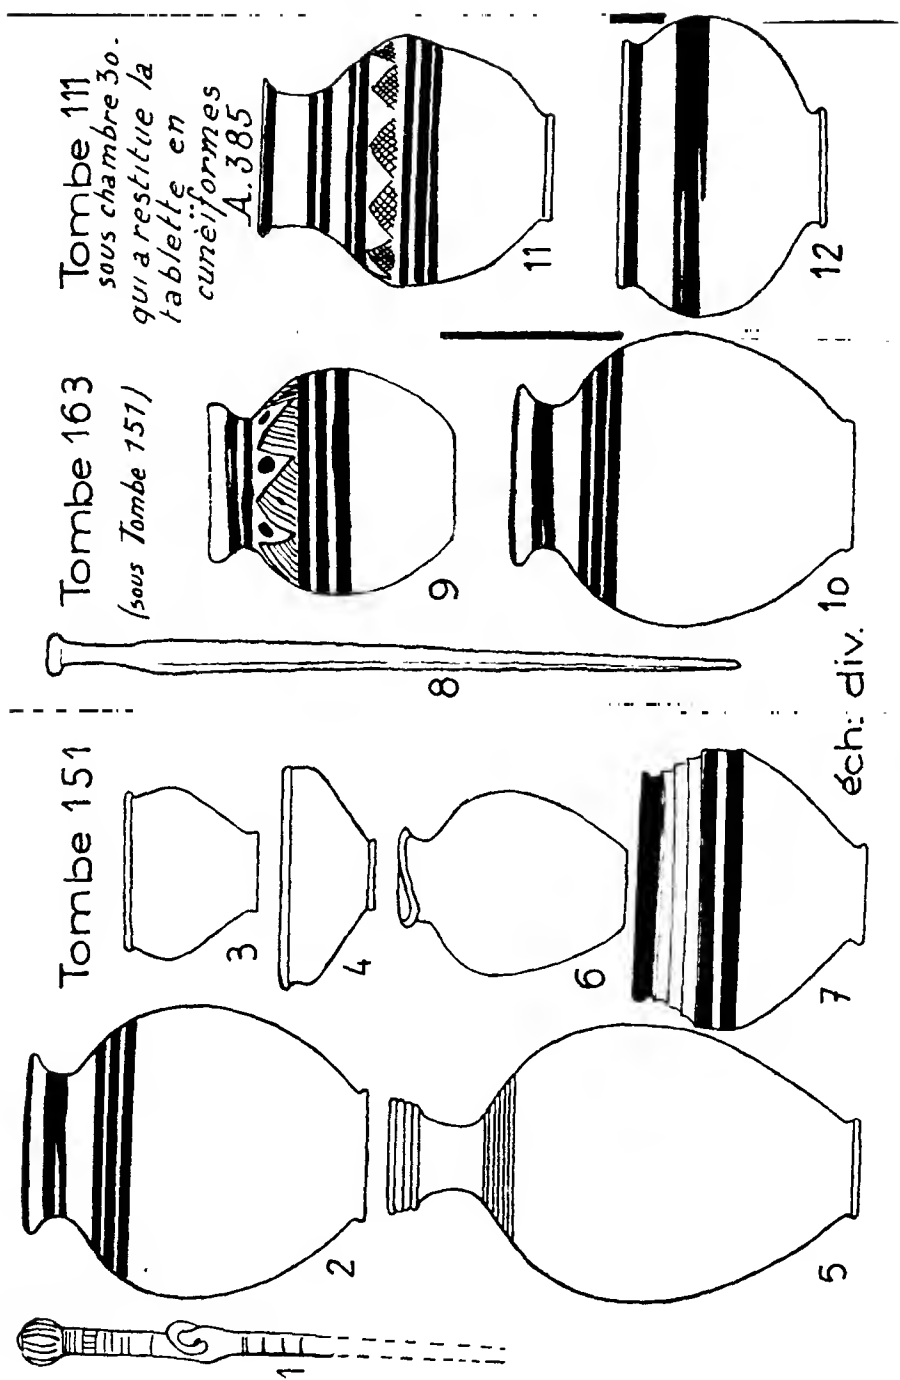 Tombe 151
1
2
3
4
5
6
7
Tombe 163
(sous Tombe 151)
8
9
10
éch: div.
Tombe 111
sous chambre 30.
qui a restitue la
tablette en
cunèïformes
A.385
11
12